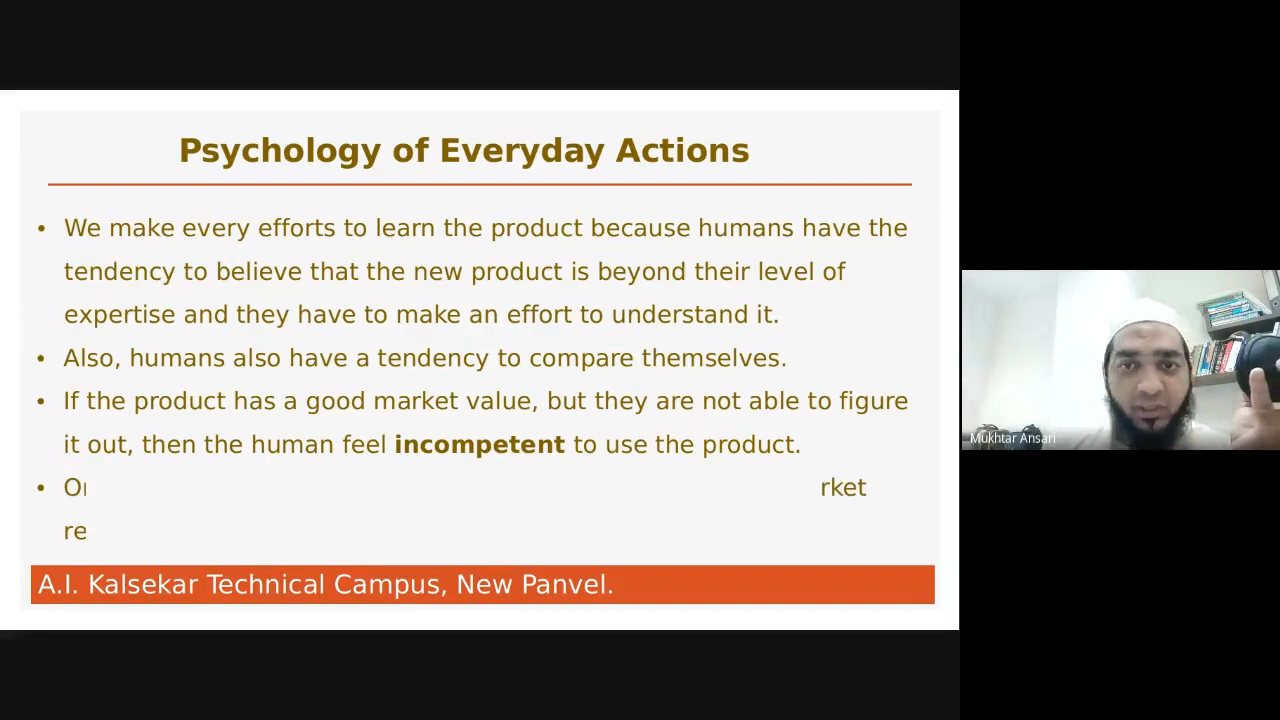 Psychology of Everyday Actions
• We make every efforts to learn the product because humans have the
tendency to believe that the new product is beyond their level of
expertise and they have to make an effort to understand it.
• Also, humans also have a tendency to compare themselves.
• If the product has a good market value, but they are not able to figure
it out, then the human feel incompetent to use the product.
•
A.I. Kalsekar Technical Campus, New Panvel.
Mukhtar Ansari